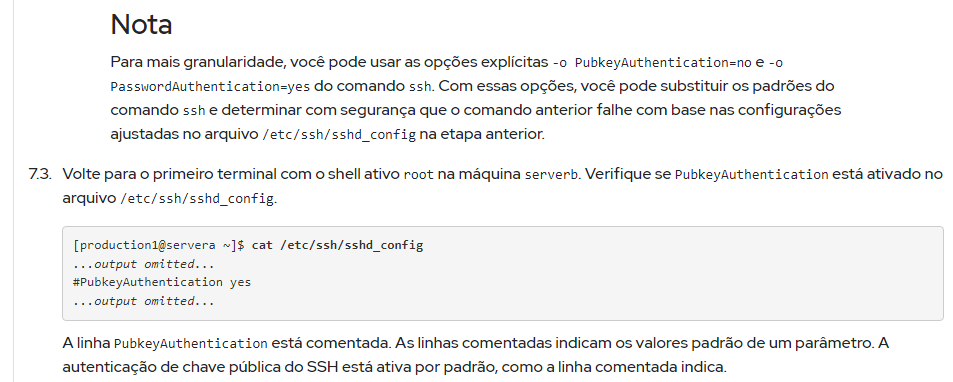 Nota
Para mais granularidade, você pode usar as opções explícitas -o PubkeyAuthentication=no e -o
PasswordAuthentication=yes do comando ssh. Com essas opções, você pode substituir os padrões do
comando ssh e determinar com segurança que o comando anterior falhe com base nas configurações
ajustadas no arquivo /etc/ssh/sshd_config na etapa anterior.
7.3. Volte para o primeiro terminal com o shell ativo root na máquina serverb. Verifique se PubkeyAuthentication está ativado no
arquivo /etc/ssh/sshd_config.
[production1@servera ~]$ cat /etc/ssh/sshd_config
...output omitted...
#PubkeyAuthentication yes
...output omitted...
A linha PubkeyAuthentication está comentada. As linhas comentadas indicam os valores padrão de um parâmetro. A
autenticação de chave pública do SSH está ativa por padrão, como a linha comentada indica.